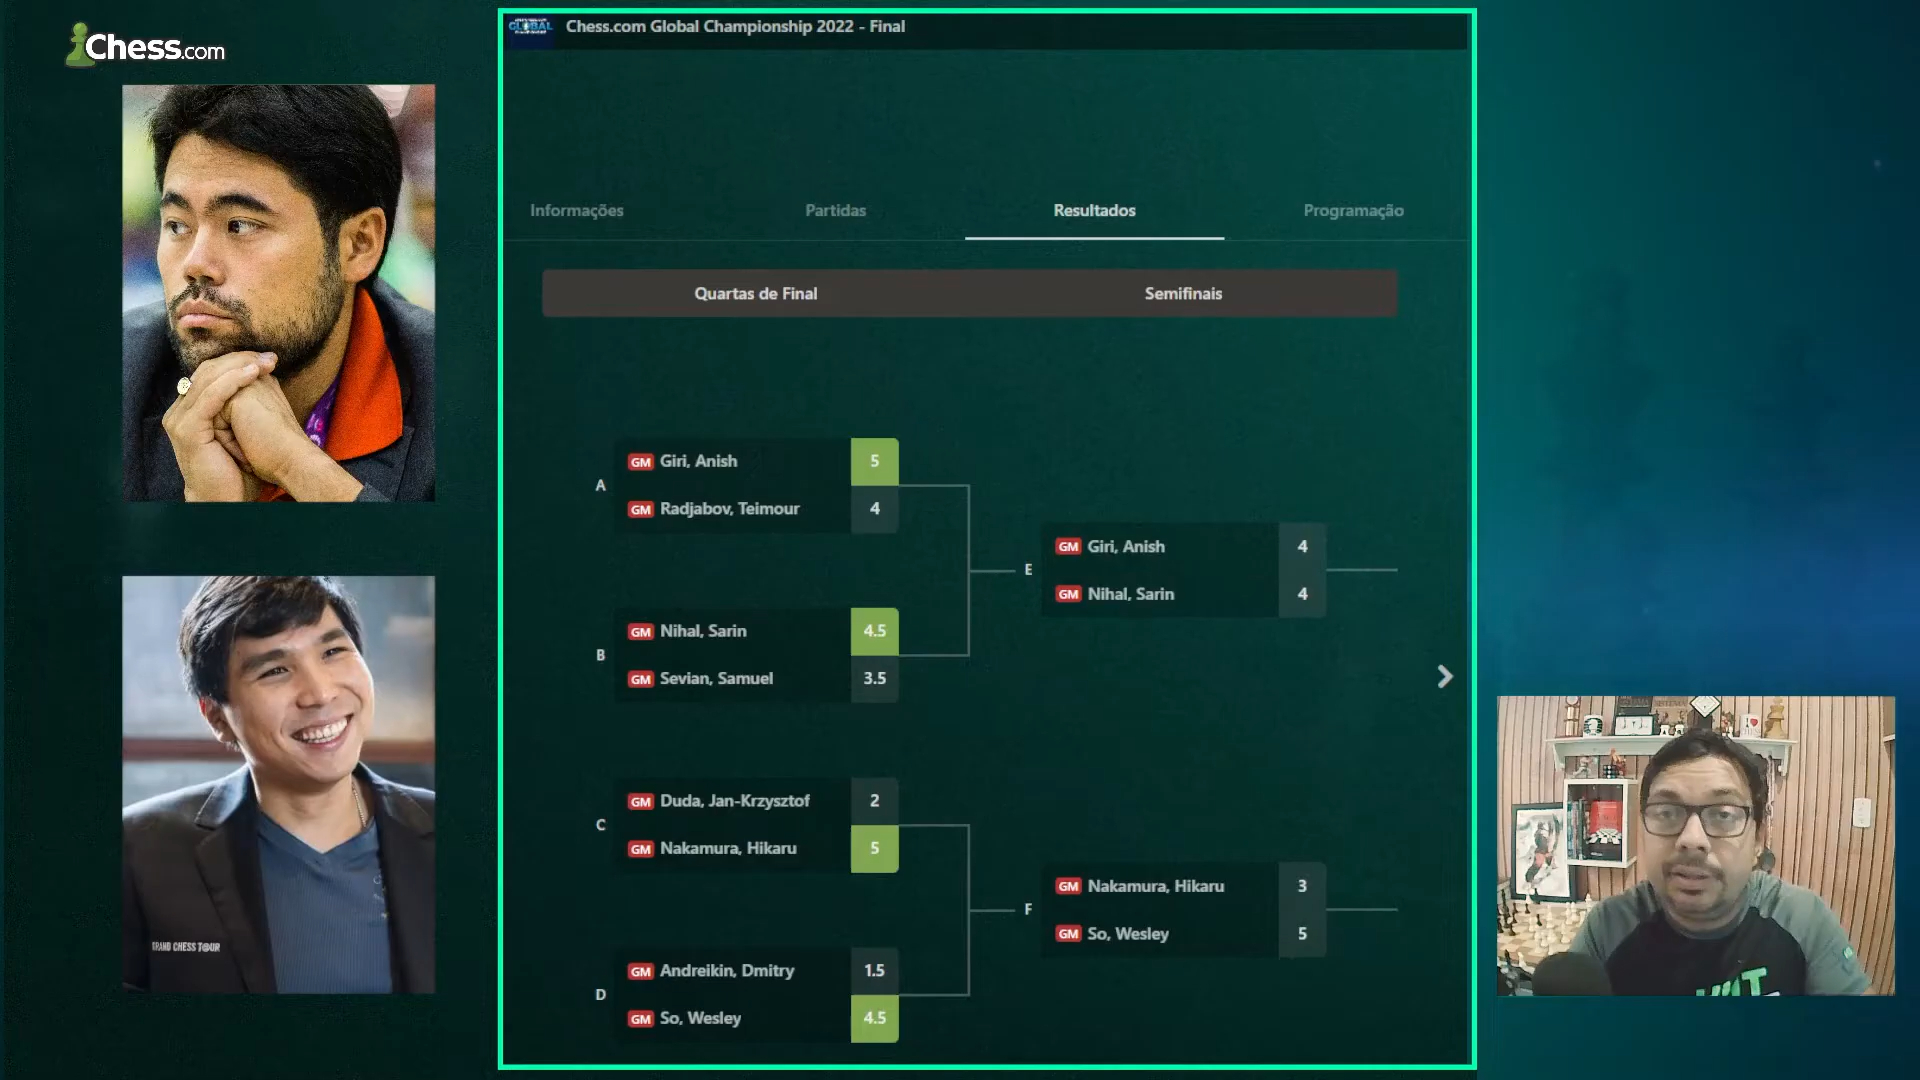 Chess.com
GLOBAL
Chess.com Global Championship 2022 - Final
Informações
Partidas
Resultados
Programação
Quartas de Final
Semifinais
A
GM Giri, Anish 5
GM Radjabov, Teimour 4
B
GM Nihal, Sarin 4.5
GM Sevian, Samuel 3.5
C
GM Duda, Jan-Krzysztof 2
GM Nakamura, Hikaru 5
D
GM Andreikin, Dmitry 1.5
GM So, Wesley 4.5
E
GM Giri, Anish 4
GM Nihal, Sarin 4
F
GM Nakamura, Hikaru 3
GM So, Wesley 5
GRAND CHESS TOUR